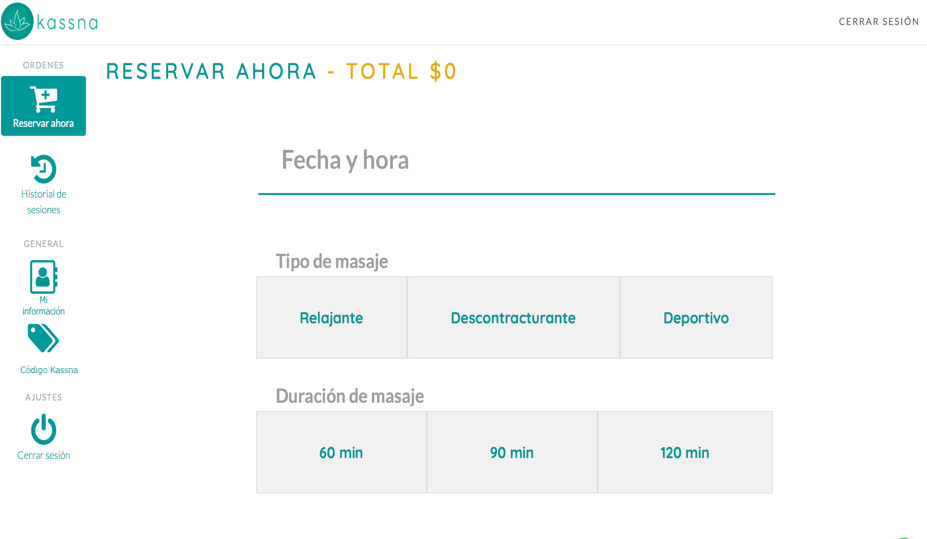 kassna
CERRAR SESIÓN
ORDENES
Reservar ahora
Historial de
sesiones
GENERAL
Mi
información
Código Kassna
AJUSTES
Cerrar sesión
RESERVAR AHORA - TOTAL $0
Fecha y hora
Tipo de masaje
Relajante
Descontracturante
Deportivo
Duración de masaje
60 min
90 min
120 min